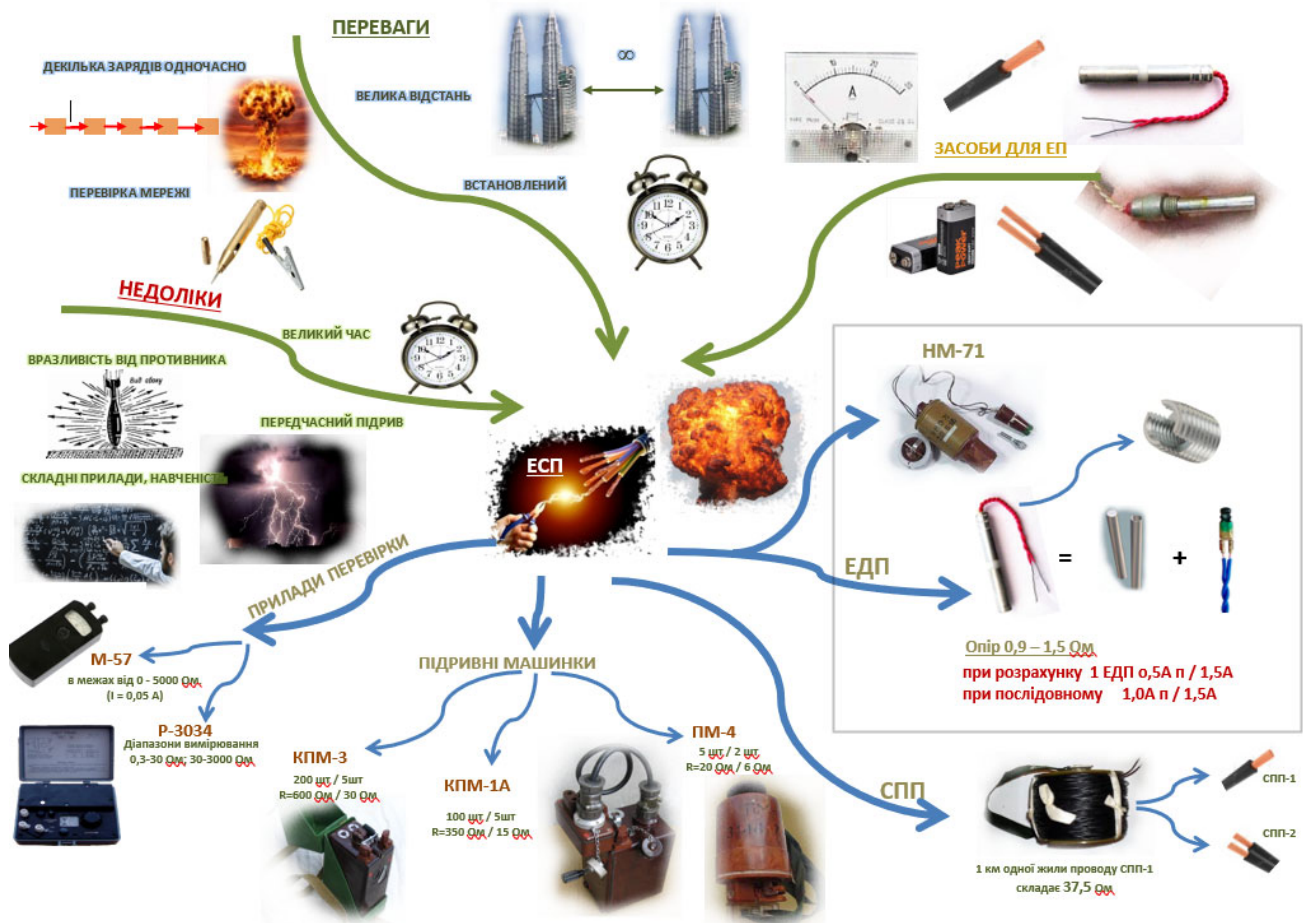 ПЕРЕВАГИ
ДЕКІЛЬКА ЗАРЯДІВ ОДНОЧАСНО
ВЕЛИКА ВІДСТАНЬ
∞
ПЕРЕВІРКА МЕРЕЖІ
ВСТАНОВЛЕНИЙ
10
20
30
A
ЗАСОБИ ДЛЯ ЕП
НЕДОЛІКИ
ВЕЛИКИЙ ЧАС
ВРАЗЛИВІСТЬ ВІД ПРОТИВНИКА
ПЕРЕДЧАСНИЙ ПІДРИВ
СКЛАДНІ ПРИЛАДИ, НАВЧЕНІСТЬ
ЕСП
НМ-71
ЕДП
=
+
Опір 0,9 – 1,5 Ом
при розрахунку 1 ЕДП о,5А п / 1,5А
при послідовному 1,0А п / 1,5А
ПРИЛАДИ ПЕРЕВІРКИ
М-57
в межах від 0 - 5000 Ом
(І = 0,05 А)
Р-3034
Діапазони вимірювання
0,3-30 Ом; 30-3000 Ом
ПІДРИВНІ МАШИНКИ
КПМ-3
200 шт / 5шт
R=600 Ом / 30 Ом
КПМ-1А
100 шт / 5шт
R=350 Ом / 15 Ом
ПМ-4
5 шт / 2 шт
R=20 Ом / 6 Ом
СПП
СПП-1
СПП-2
1 км одної жили проводу СПП-1
складає 37,5 Ом